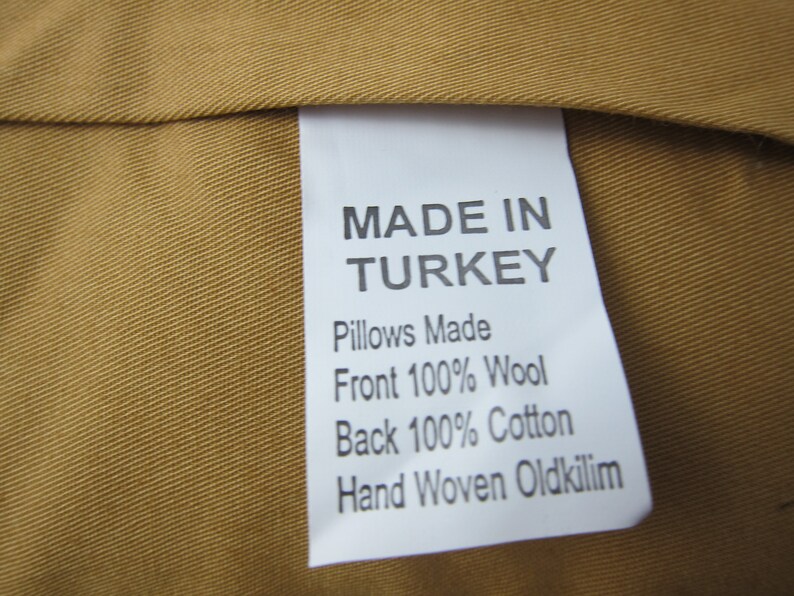 MADE IN
TURKEY
Pillows Made
Front 100% Wool
Back 100% Cotton
Hand Woven Oldkilim